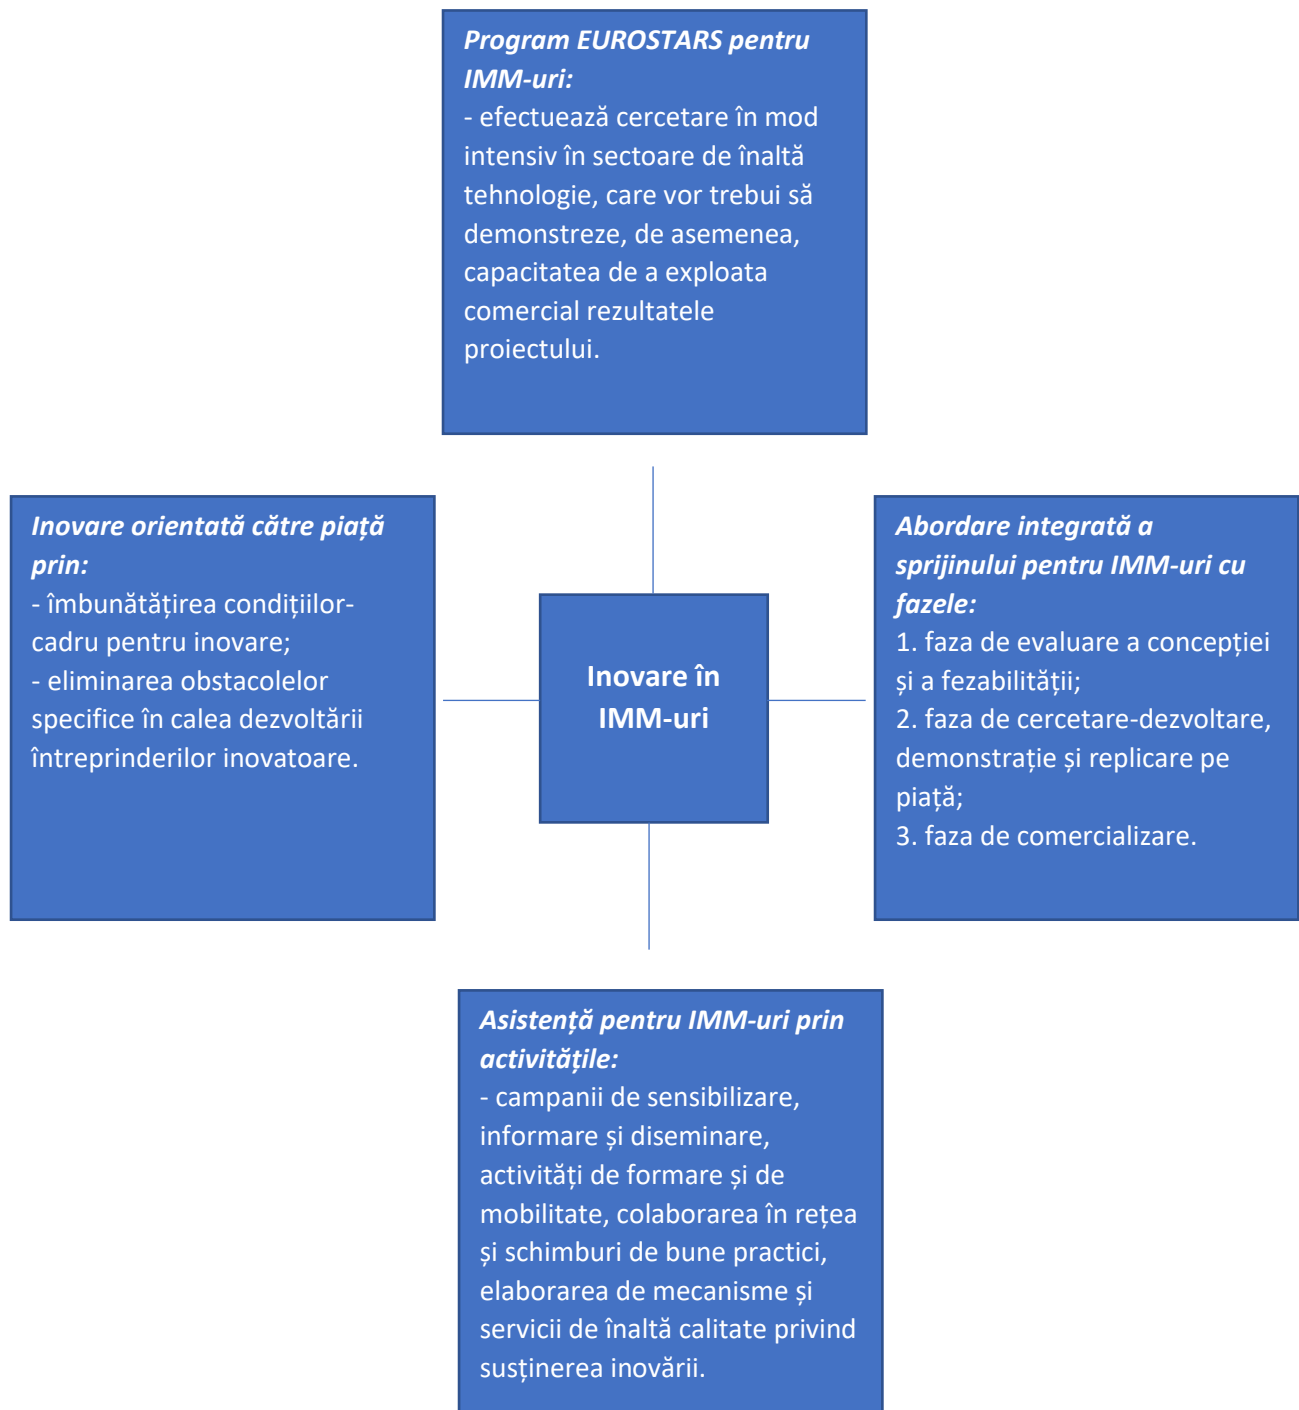 Program EUROSTARS pentru
IMM-uri:
- efectuează cercetare în mod
intensiv în sectoare de înaltă
tehnologie, care vor trebui să
demonstreze, de asemenea,
capacitatea de a exploata
comercial rezultatele
proiectului.
Inovare orientată către piață
prin:
- îmbunătățirea condițiilor-
cadru pentru inovare;
- eliminarea obstacolelor
specifice în calea dezvoltării
întreprinderilor inovatoare.
Inovare în
IMM-uri
Abordare integrată a
sprijinului pentru IMM-uri cu
fazele:
1. faza de evaluare a concepției
și a fezabilității;
2. faza de cercetare-dezvoltare,
demonstrație și replicare pe
piață;
3. faza de comercializare.
Asistență pentru IMM-uri prin
activitățile:
- campanii de sensibilizare,
informare și diseminare,
activități de formare și de
mobilitate, colaborarea în rețea
și schimburi de bune practici,
elaborarea de mecanisme și
servicii de înaltă calitate privind
susținerea inovării.